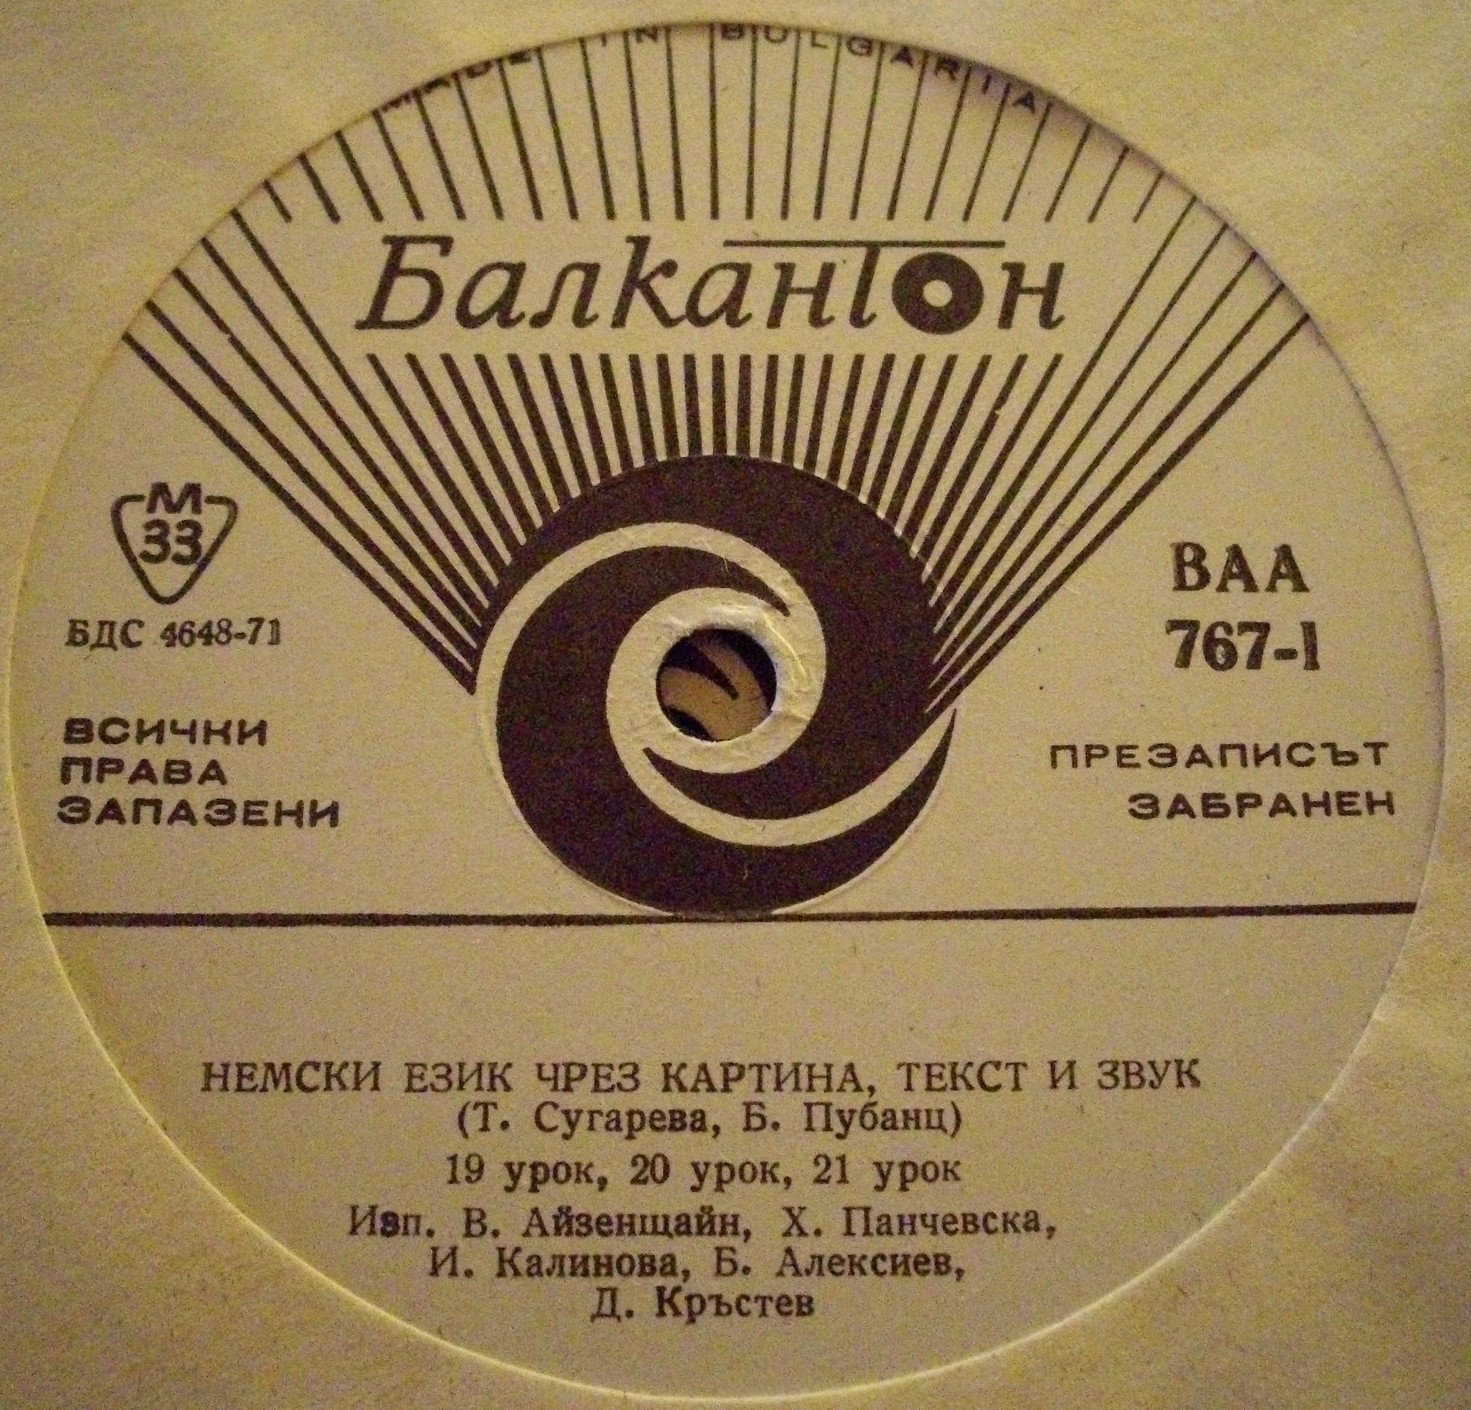 MADE IN BULGARIA
Балкантон
М
33
БДС 4648-71
ВСИЧКИ
ПРАВА
ЗАПАЗЕНИ
ВАА
767-I
ПРЕЗАПИСЪТ
ЗАБРАНЕН
НЕМСКИ ЕЗИК ЧРЕЗ КАРТИНА, ТЕКСТ И ЗВУК
(Т. Сугарева, Б. Пубанц)
19 урок, 20 урок, 21 урок
Изп. В. Айзенщайн, Х. Панчевска,
И. Калинова, Б. Алексиев,
Д. Кръстев